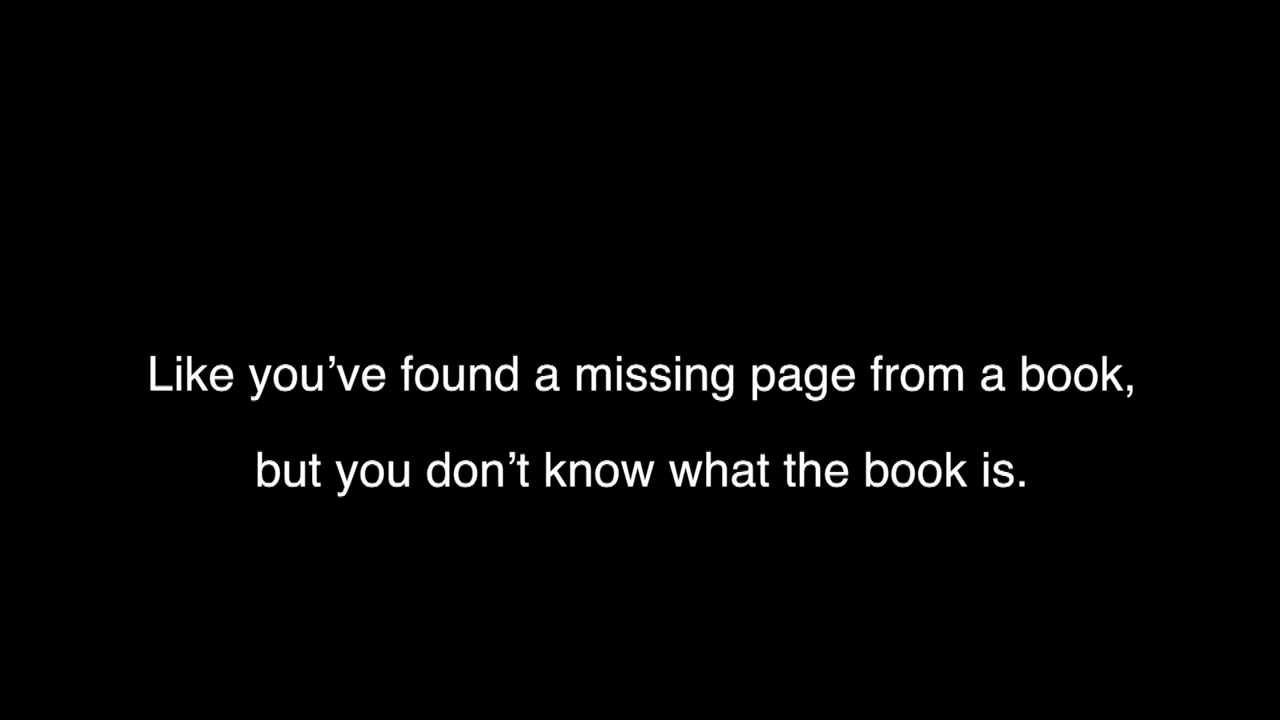 Like you’ve found a missing page from a book,
but you don’t know what the book is.